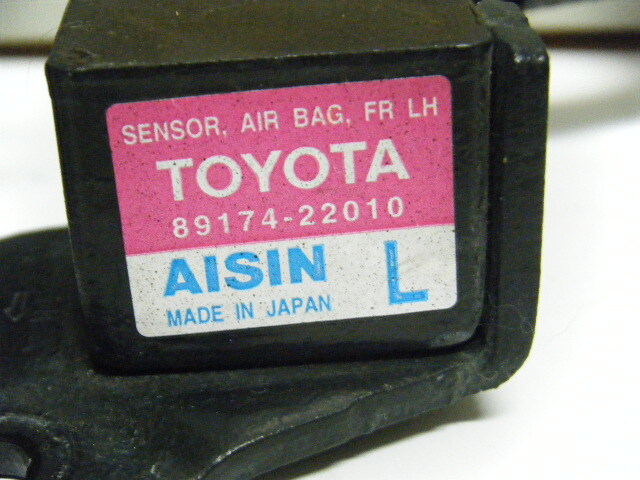 SENSOR, AIR BAG, FR LH
TOYOTA
89174-22010
AISIN L
MADE IN JAPAN